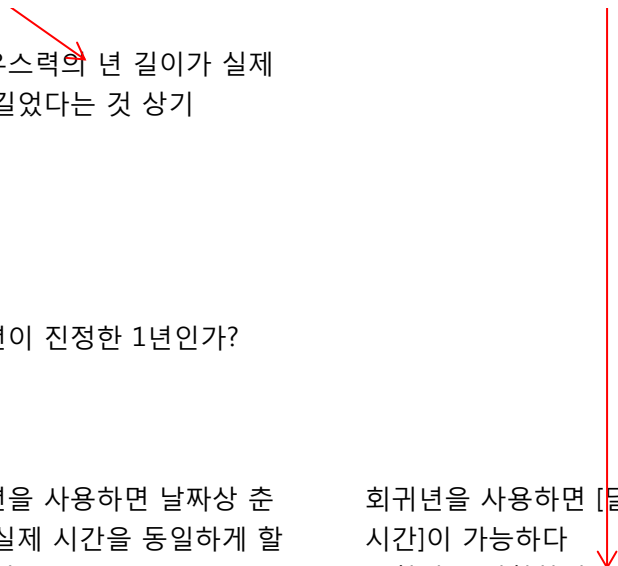 우스력의 년 길이가 실제
길었다는 것 상기
년이 진정한 1년인가?
년을 사용하면 날짜상 춘
실제 시간을 동일하게 할
회귀년을 사용하면 [달
시간]이 가능하다